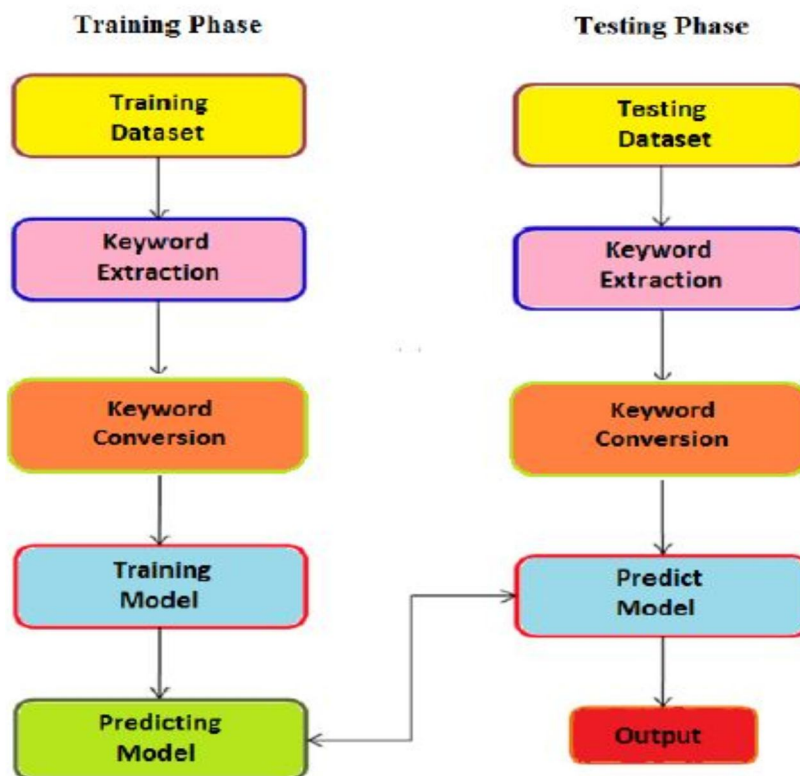 Training Phase
Training
Dataset
Keyword
Extraction
Keyword
Conversion
Training
Model
Predicting
Model
Testing Phase
Testing
Dataset
Keyword
Extraction
Keyword
Conversion
Predict
Model
Output